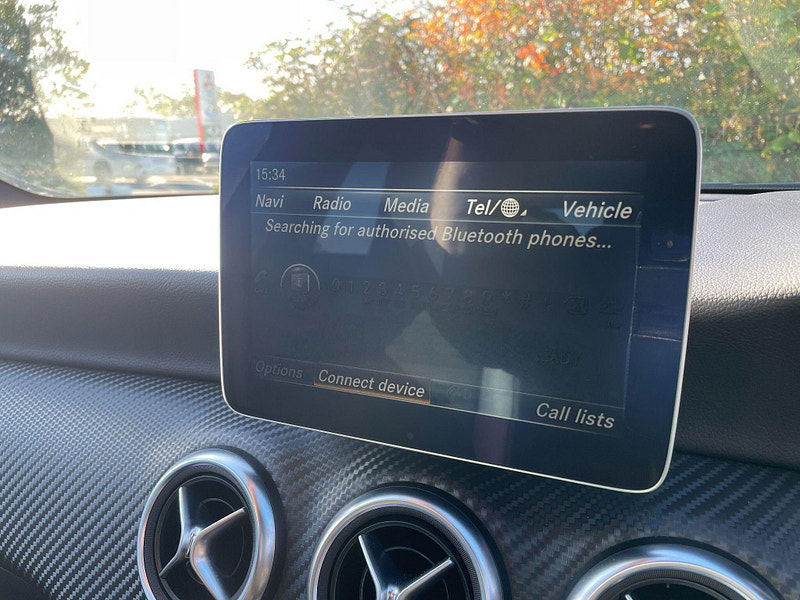 15:34
Navi Radio Media Tel/ Vehicle
Searching for authorised Bluetooth phones...
Options Connect device
Call lists